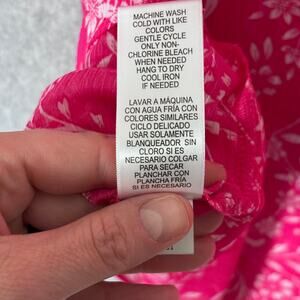 MACHINE WASH
COLD WITH LIKE
COLORS
GENTLE CYCLE
ONLY NON-
CHLORINE BLEACH
WHEN NEEDED
HANG TO DRY
COOL IRON
IF NEEDED
LAVAR A MÁQUINA
CON AGUA FRÍA CON
COLORES SIMILARES
CICLO DELICADO
USAR SOLAMENTE
BLANQUEADOR SIN
CLORO SI ES
NECESARIO COLGAR
PARA SECAR
PLANCHAR CON
PLANCHA FRÍA
SI ES NECESARIO